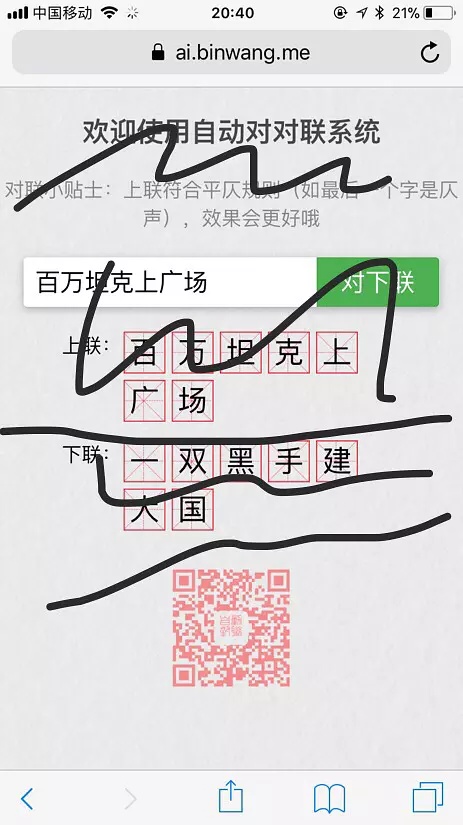 中国移动 20:40 21%
ai.binwang.me
欢迎使用自动对对联系统
对联小贴士：上联符合平仄规则（如最后一个字是仄
声），效果会更好哦
百万坦克上广场 对下联
上联： 百万坦克上
广场
下联： 一双黑手建
大国